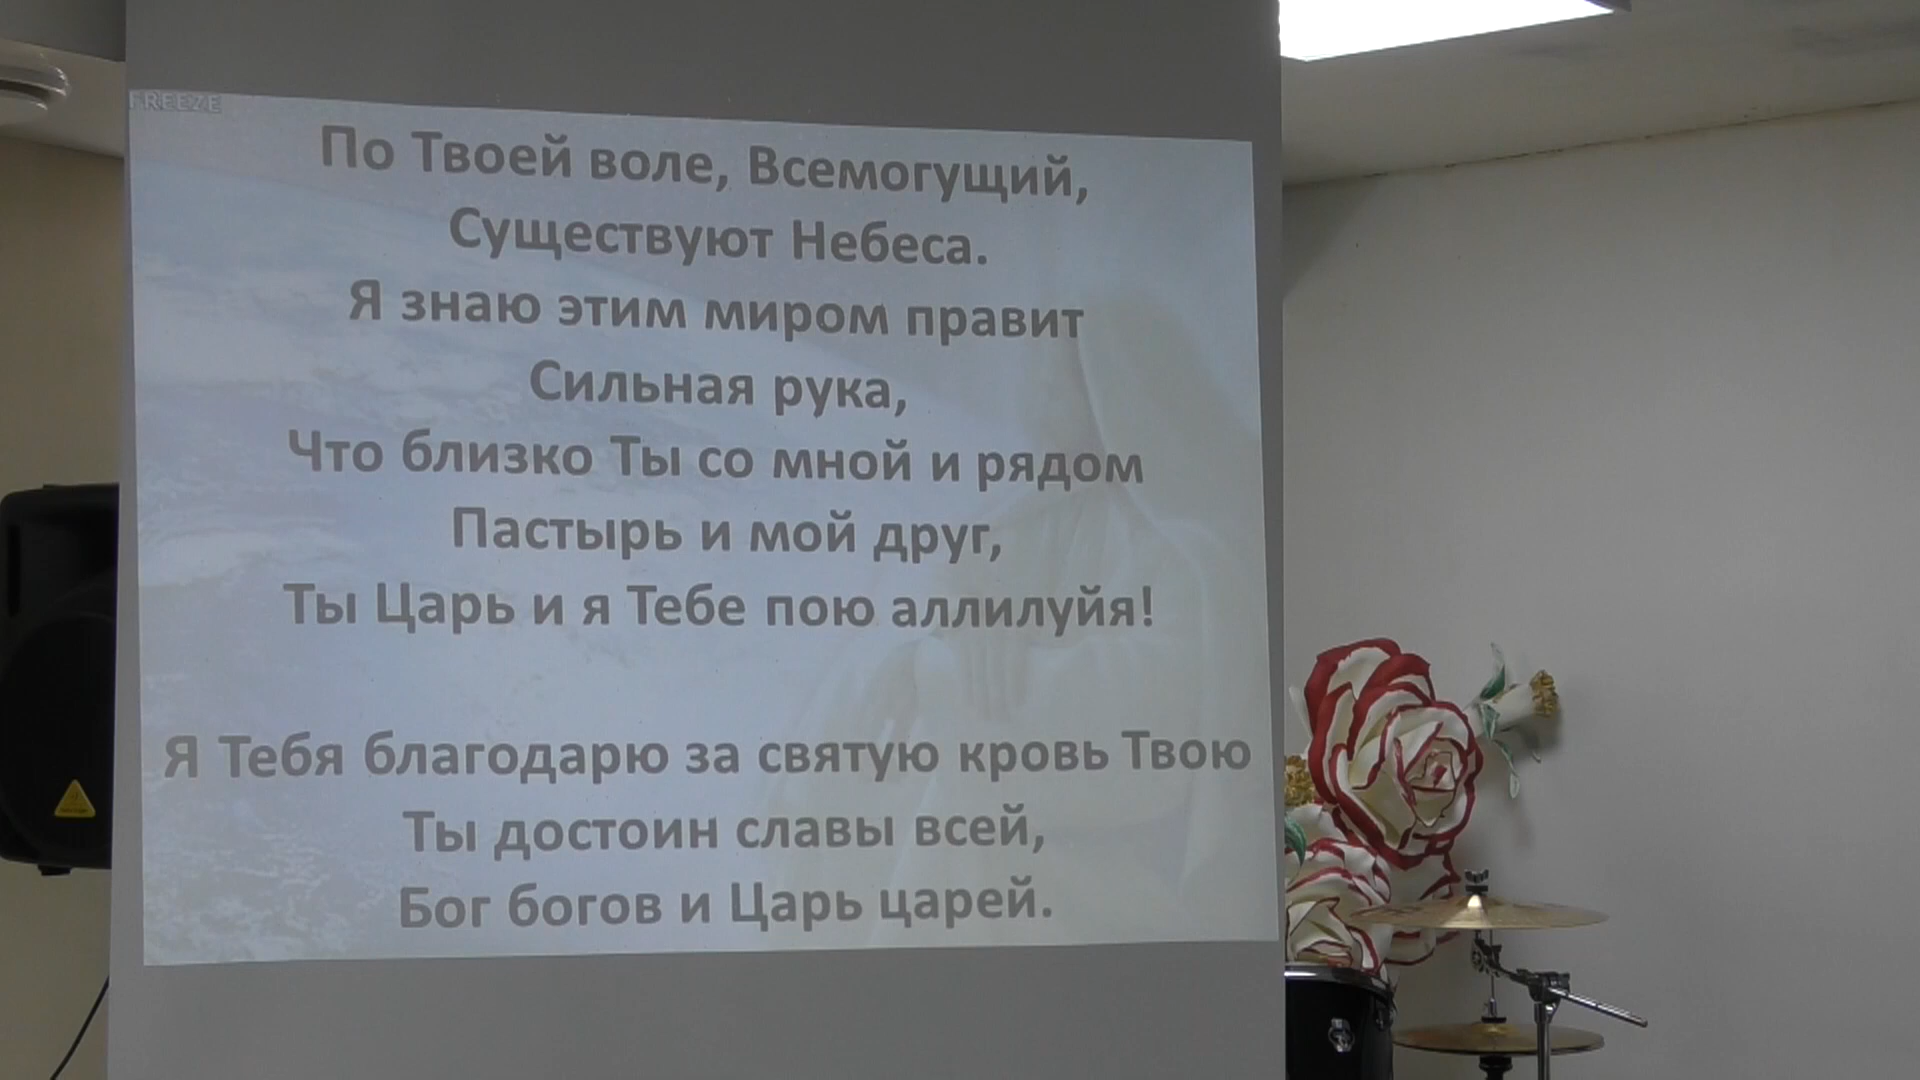 FREEZE
По Твоей воле, Всемогущий,
Существуют Небеса.
Я знаю этим миром правит
Сильная рука,
Что близко Ты со мной и рядом
Пастырь и мой друг,
Ты Царь и я Тебе пою аллилуйя!
Я Тебя благодарю за святую кровь Твою
Ты достоин славы всей,
Бог богов и Царь царей.